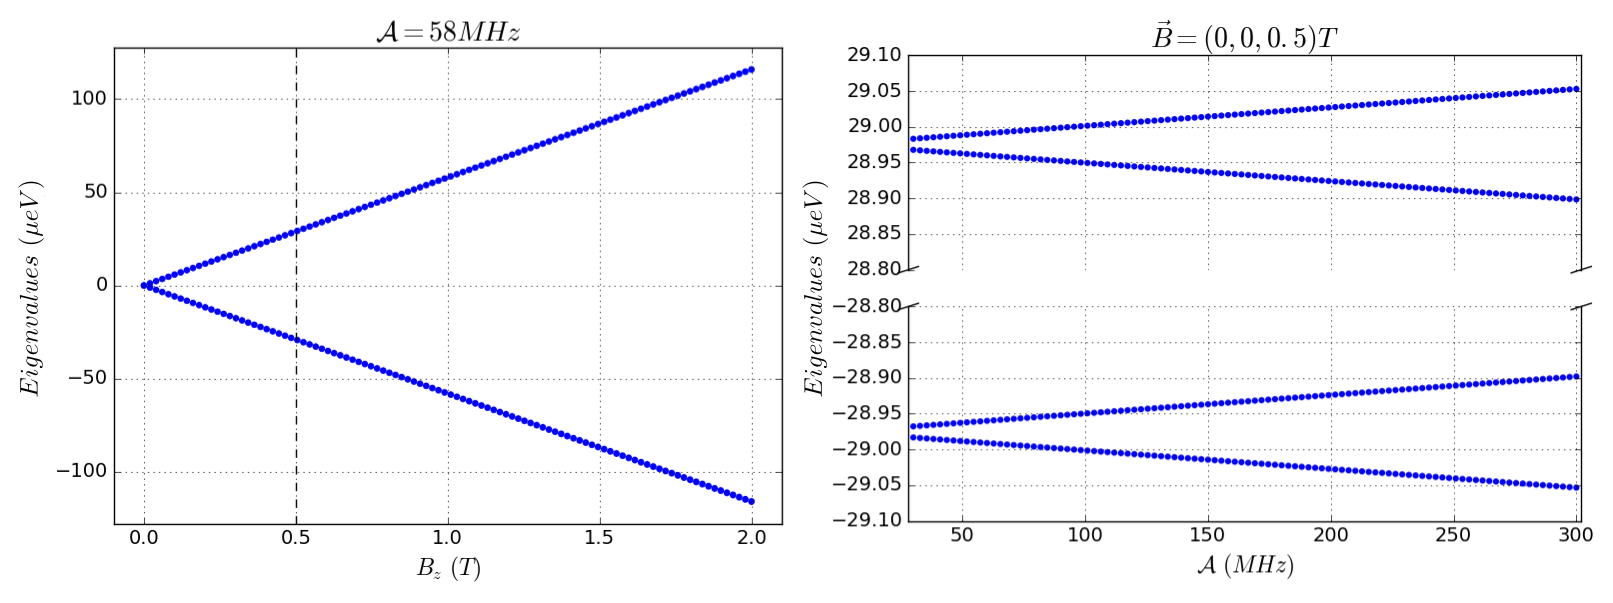 𝒜 = 58MHz
Eigenvalues (μeV)
100
50
0
−50
−100
0.0 0.5 1.0 1.5 2.0
B_z (T)
B⃗ = (0, 0, 0.5)T
Eigenvalues (μeV)
29.10
29.05
29.00
28.95
28.90
28.85
28.80
−28.80
−28.85
−28.90
−28.95
−29.00
−29.05
−29.10
50 100 150 200 250 300
𝒜 (MHz)